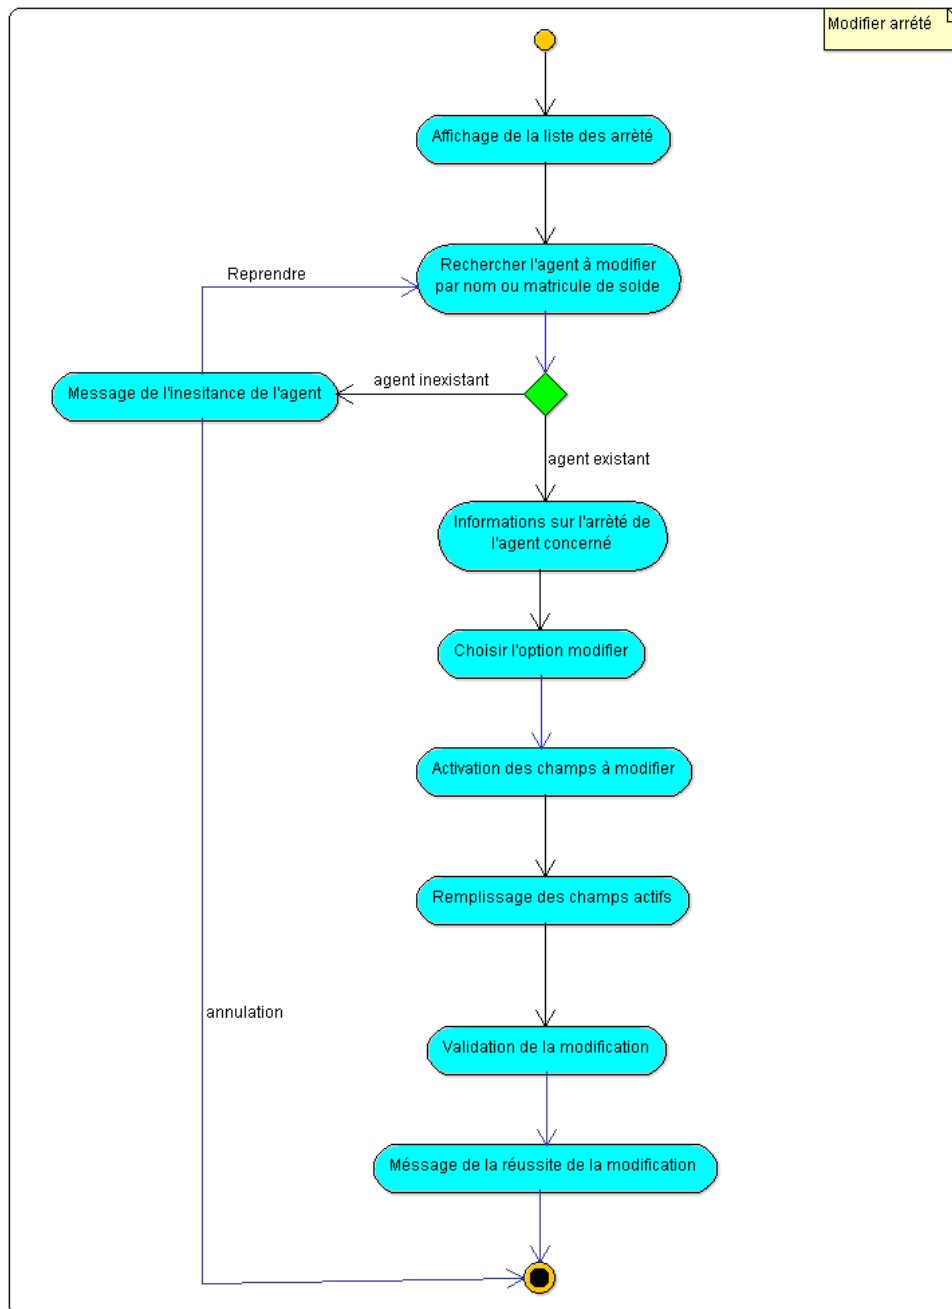 Modifier arrété
Affichage de la liste des arrèté
Rechercher l'agent à modifier
par nom ou matricule de solde
Reprendre
agent inexistant
Message de l'inesitance de l'agent
agent existant
Informations sur l'arrèté de
l'agent concerné
Choisir l'option modifier
Activation des champs à modifier
Remplissage des champs actifs
annulation
Validation de la modification
Méssage de la réussite de la modification